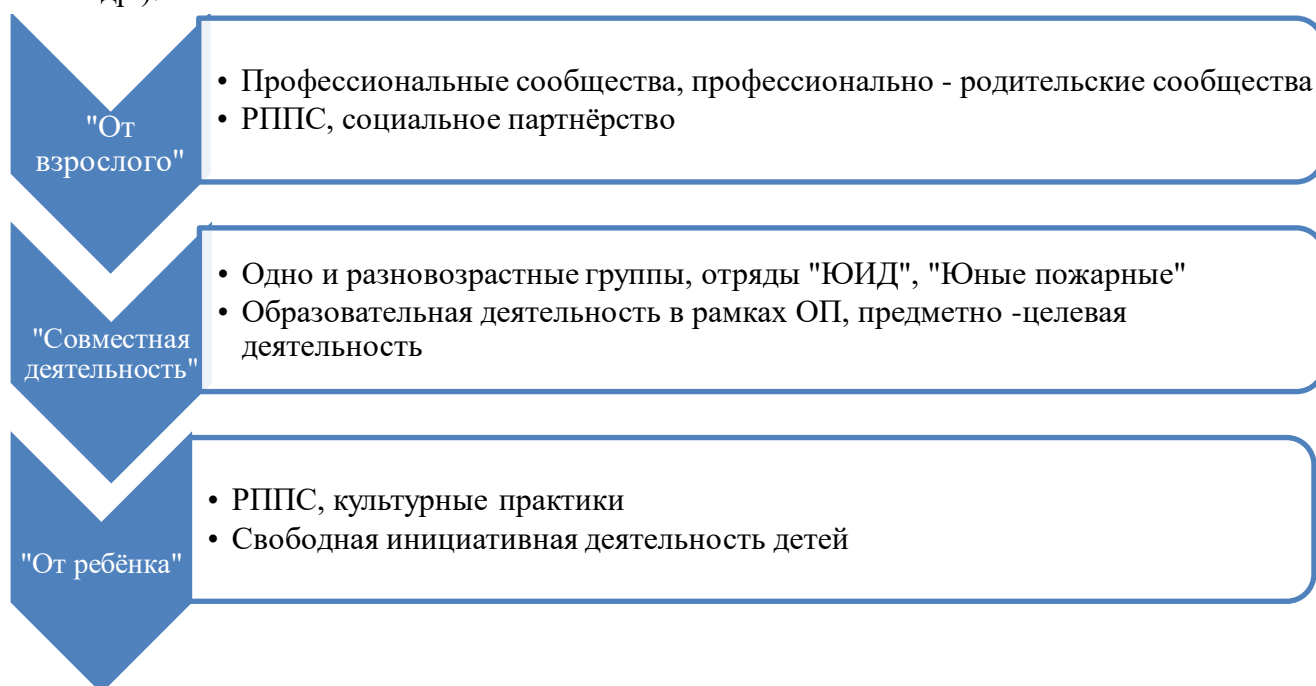 "От
взрослого"
• Профессиональные сообщества, профессионально - родительские сообщества
• РППС, социальное партнёрство
"Совместная
деятельность"
• Одно и разновозрастные группы, отряды "ЮИД", "Юные пожарные"
• Образовательная деятельность в рамках ОП, предметно -целевая
деятельность
"От ребёнка"
• РППС, культурные практики
• Свободная инициативная деятельность детей